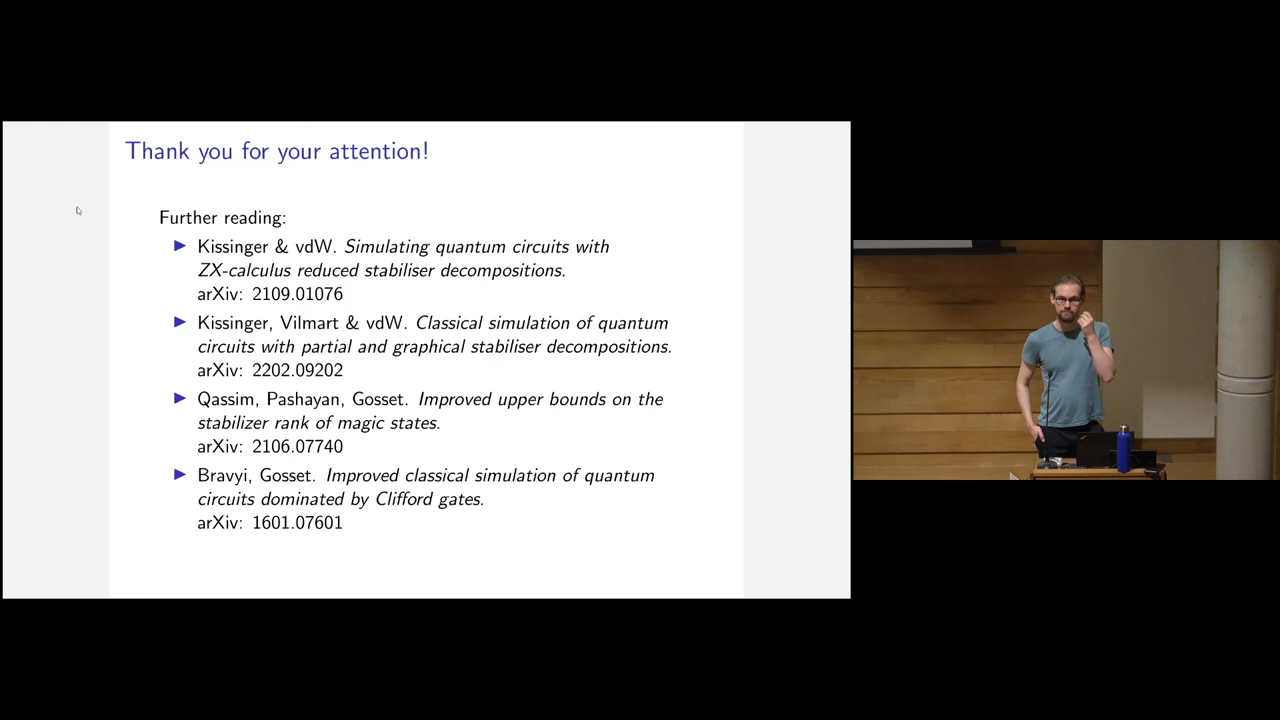 Thank you for your attention!
Further reading:
Kissinger & vdW. Simulating quantum circuits with
ZX-calculus reduced stabiliser decompositions.
arXiv: 2109.01076
Kissinger, Vilmart & vdW. Classical simulation of quantum
circuits with partial and graphical stabiliser decompositions.
arXiv: 2202.09202
Qassim, Pashayan, Gosset. Improved upper bounds on the
stabilizer rank of magic states.
arXiv: 2106.07740
Bravyi, Gosset. Improved classical simulation of quantum
circuits dominated by Clifford gates.
arXiv: 1601.07601